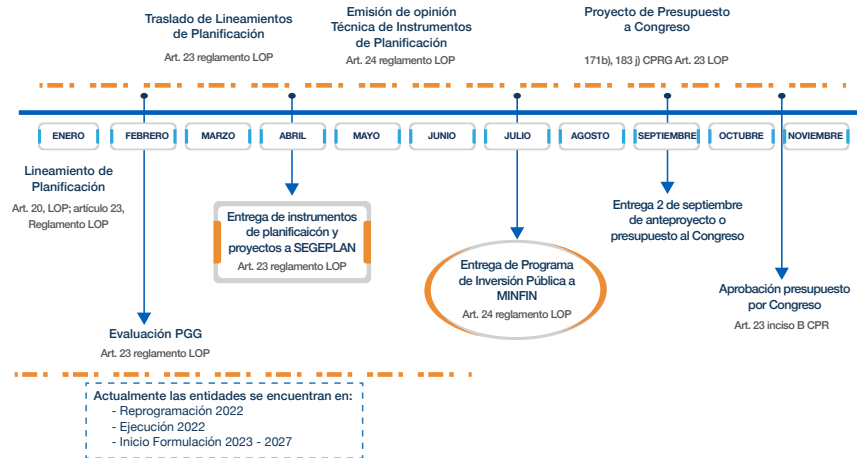 Traslado de Lineamientos
de Planificación
Art. 23 reglamento LOP
Emisión de opinión
Técnica de Instrumentos
de Planificación
Art. 24 reglamento LOP
Proyecto de Presupuesto
a Congreso
171b), 183 j) CPRG Art. 23 LOP
ENERO
FEBRERO
MARZO
ABRIL
MAYO
JUNIO
JULIO
AGOSTO
SEPTIEMBRE
OCTUBRE
NOVIEMBRE
Lineamiento de
Planificación
Art. 20, LOP; artículo 23,
Reglamento LOP
Entrega de instrumentos
de planificaicón y
proyectos a SEGEPLAN
Art. 23 reglamento LOP
Entrega 2 de septiembre
de anteproyecto o
presupuesto al Congreso
Entrega de Programa
de Inversión Pública a
MINFIN
Art. 24 reglamento LOP
Aprobación presupuesto
por Congreso
Art. 23 inciso B CPR
Evaluación PGG
Art. 23 reglamento LOP
Actualmente las entidades se encuentran en:
- Reprogramación 2022
- Ejecución 2022
- Inicio Formulación 2023 - 2027